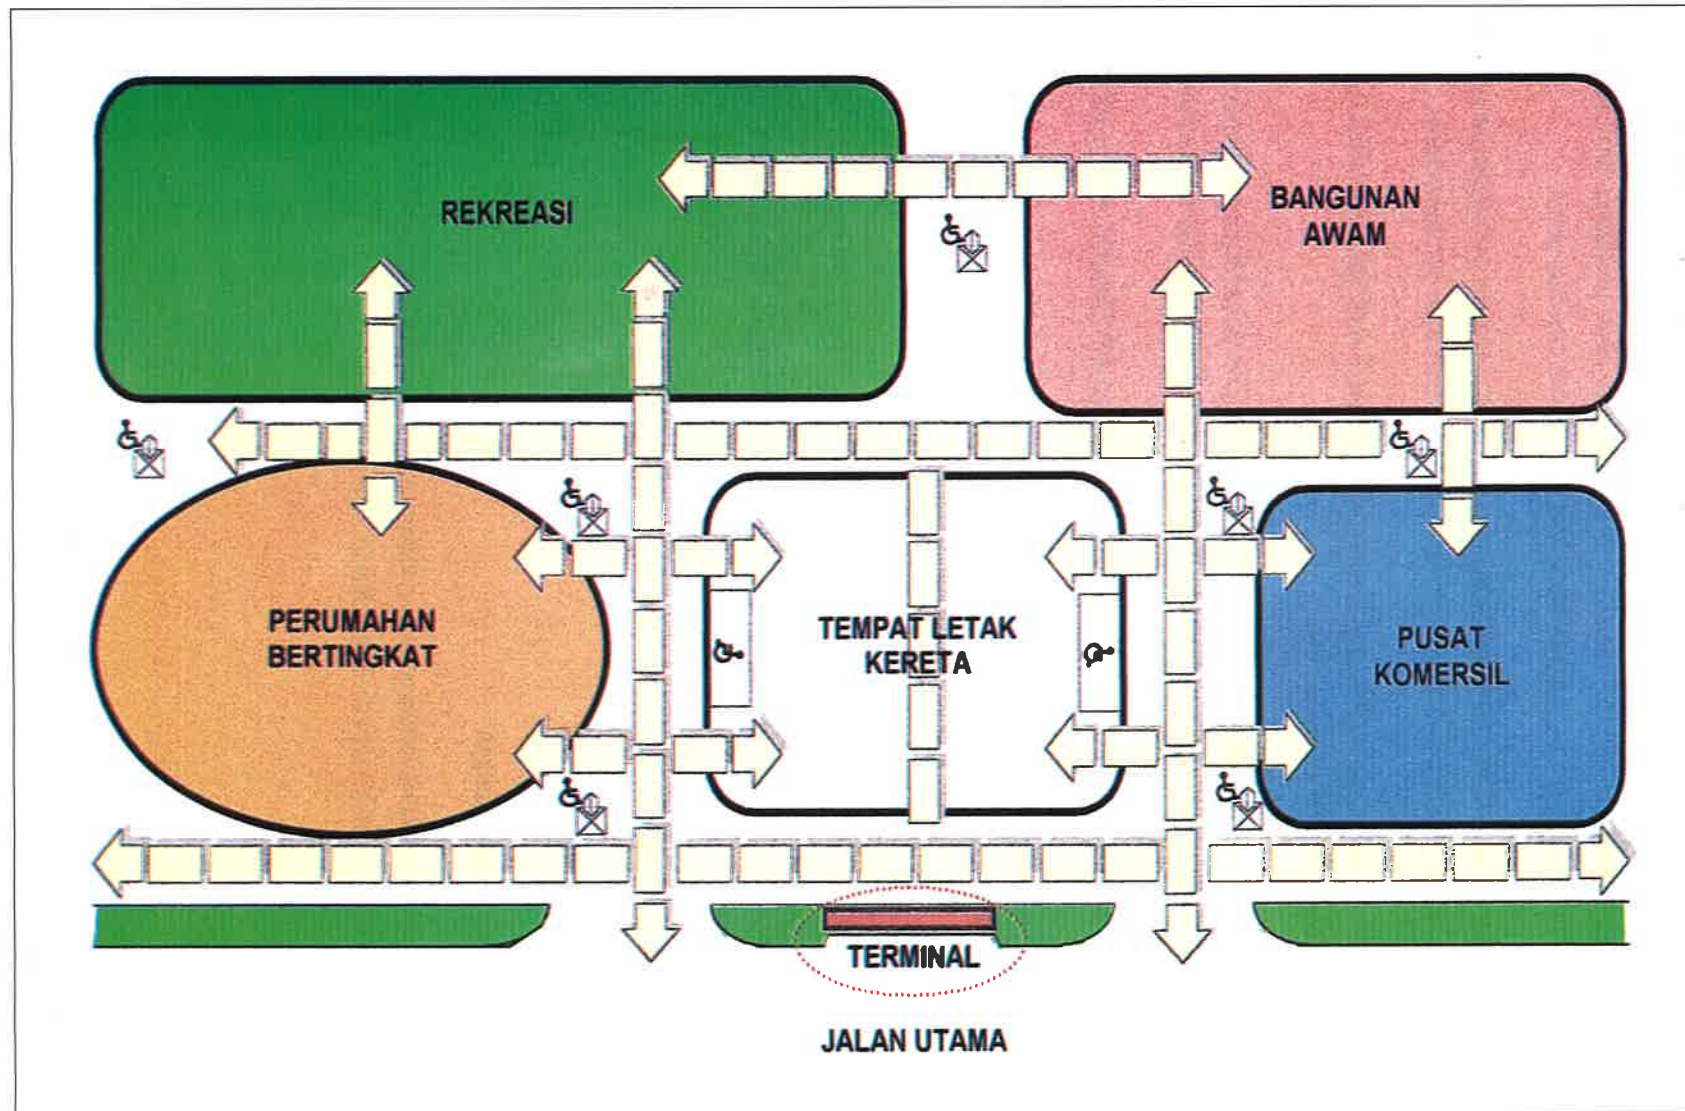 REKREASI
BANGUNAN
AWAM
PERUMAHAN
BERTINGKAT
TEMPAT LETAK
KERETA
PUSAT
KOMERSIL
TERMINAL
JALAN UTAMA